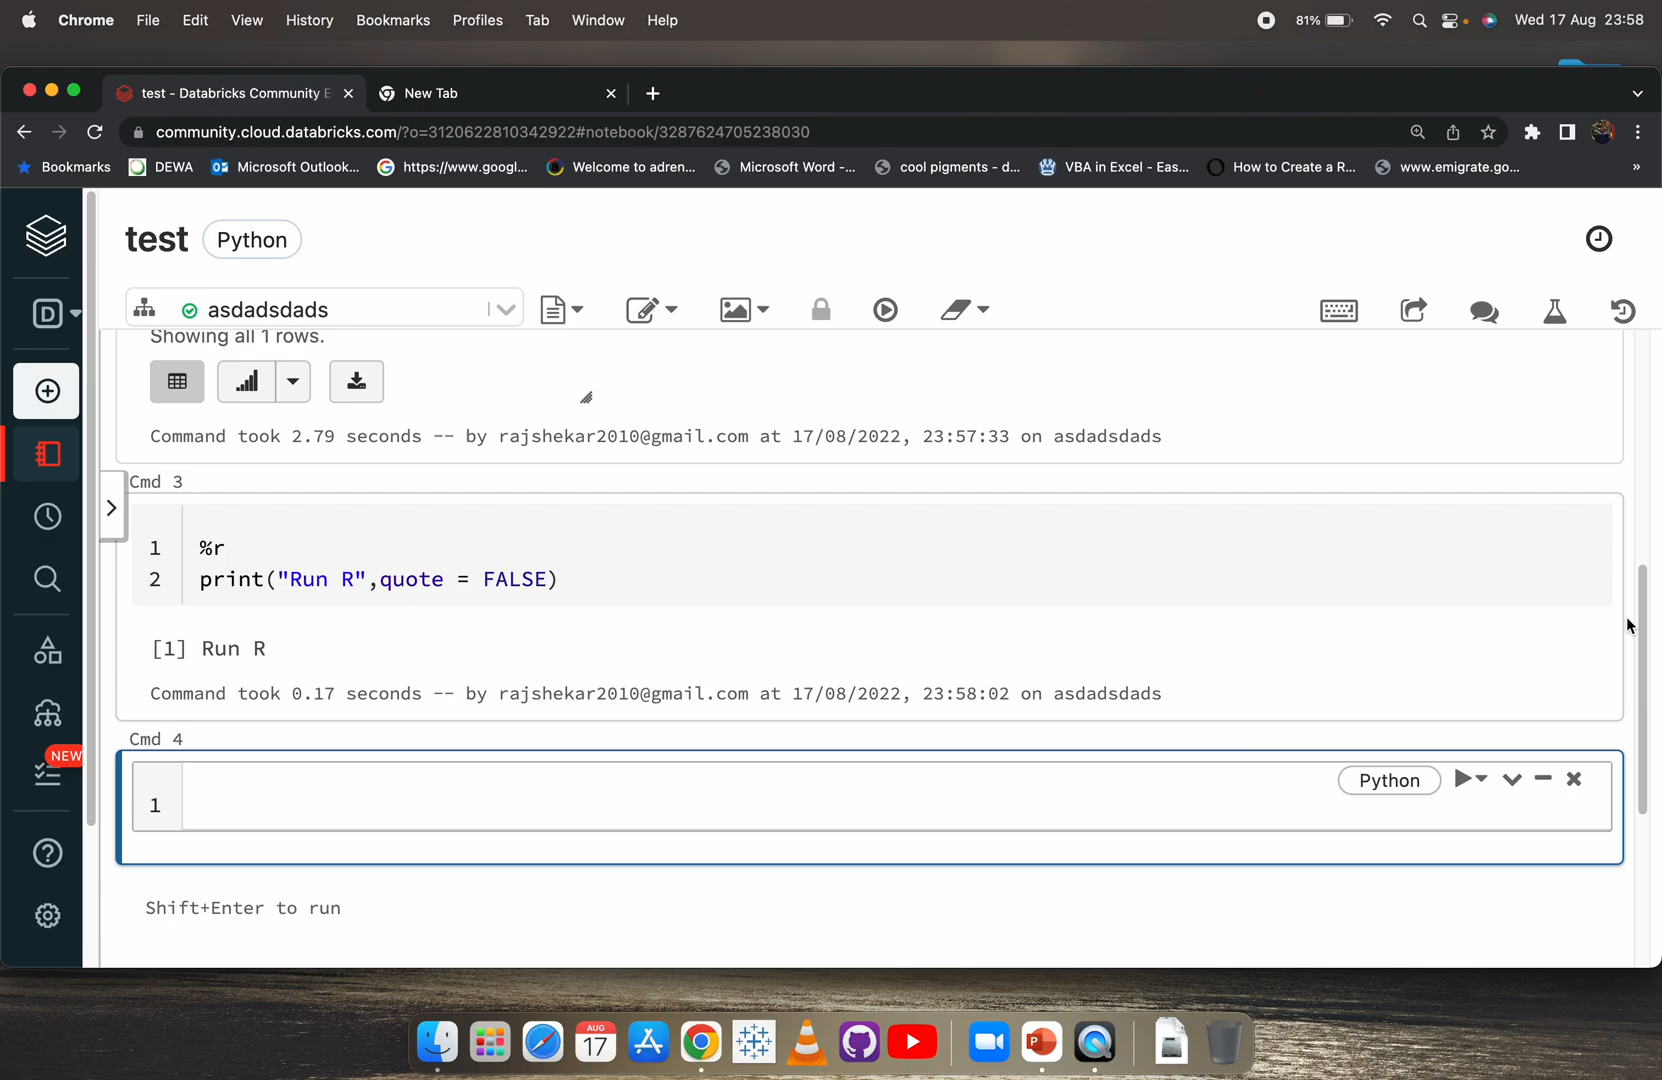 Chrome File Edit View History Bookmarks Profiles Tab Window Help 81% Wed 17 Aug 23:58
test - Databricks Community E New Tab
community.cloud.databricks.com/?o=3120622810342922#notebook/3287624705238030
Bookmarks DEWA Microsoft Outlook... https://www.googl... Welcome to adren... Microsoft Word -... cool pigments - d... VBA in Excel - Eas... How to Create a R... www.emigrate.go... »
test Python
D asdadsdads
Showing all 1 rows.
Command took 2.79 seconds -- by rajshekar2010@gmail.com at 17/08/2022, 23:57:33 on asdadsdads
Cmd 3
1 %r
2 print("Run R",quote = FALSE)
[1] Run R
Command took 0.17 seconds -- by rajshekar2010@gmail.com at 17/08/2022, 23:58:02 on asdadsdads
Cmd 4
NEW
Python
1
Shift+Enter to run
AUG
17
P